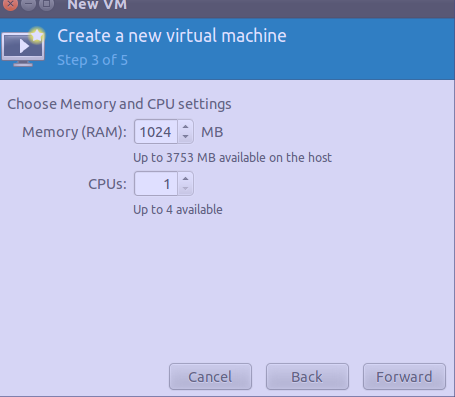 New VM
Create a new virtual machine
Step 3 of 5
Choose Memory and CPU settings
Memory (RAM): 1024 MB
Up to 3753 MB available on the host
CPUs: 1
Up to 4 available
Cancel Back Forward